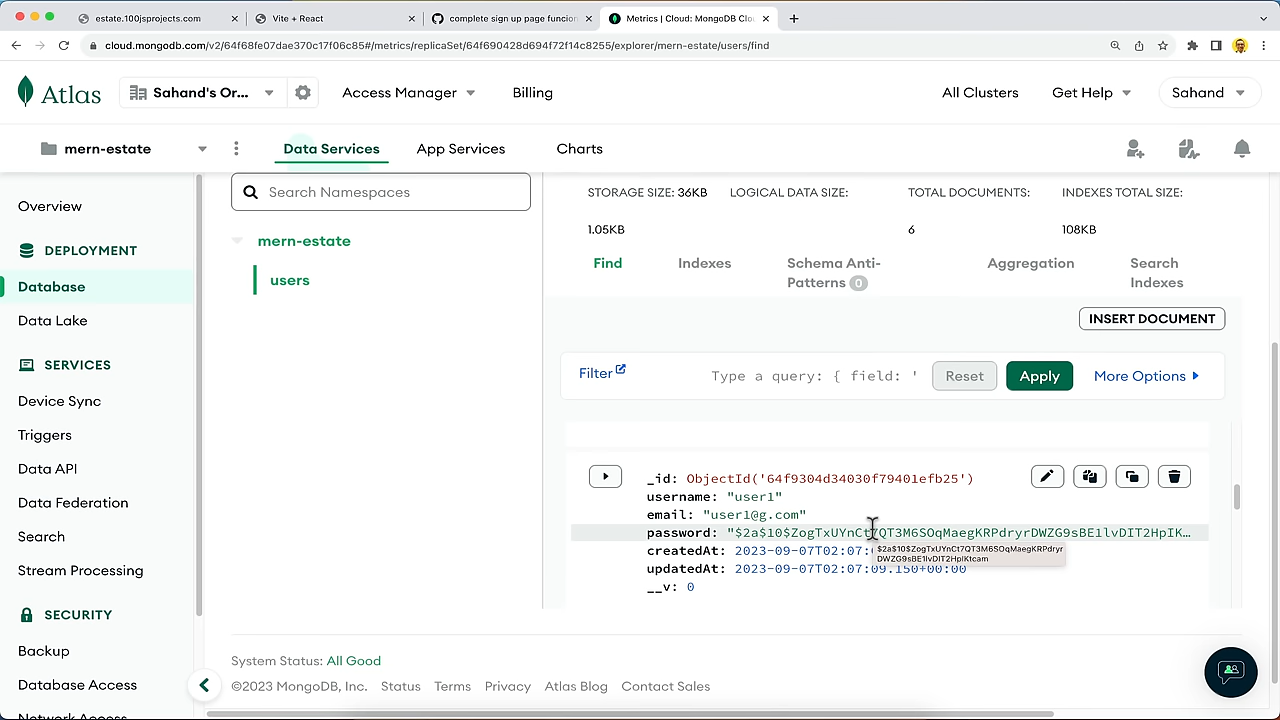 estate.100jsprojects.com
Vite + React
complete sign up page funcion
Metrics | Cloud: MongoDB Clo
cloud.mongodb.com/v2/64f68fe07dae370c17f06c85#/metrics/replicaSet/64f690428d694f72f14c8255/explorer/mern-estate/users/find
Atlas
Sahand's Or...
Access Manager
Billing
All Clusters
Get Help
Sahand
mern-estate
Data Services
App Services
Charts
Overview
DEPLOYMENT
Database
Data Lake
SERVICES
Device Sync
Triggers
Data API
Data Federation
Search
Stream Processing
SECURITY
Backup
Database Access
Network Access
Search Namespaces
mern-estate
users
STORAGE SIZE: 36KB
LOGICAL DATA SIZE:
1.05KB
TOTAL DOCUMENTS:
6
INDEXES TOTAL SIZE:
108KB
Find
Indexes
Schema Anti-
Patterns 0
Aggregation
Search
Indexes
INSERT DOCUMENT
Filter
Type a query: { field: '
Reset
Apply
More Options
_id: ObjectId('64f9304d34030f79401efb25')
username: "user1"
email: "user1@g.com"
password: "$2a$10$ZogTxUYnCt7QT3M6SOqMaegKRPdryrDWZG9sBE1lvDIT2HpIK…
createdAt: 2023-09-07T02:07:
$2a$10$ZogTxUYnCt7QT3M6SOqMaegKRPdryr
DWZG9sBE1lvDIT2HpIKtcam
updatedAt: 2023-09-07T02:07:09.150+00:00
__v: 0
System Status: All Good
©2023 MongoDB, Inc.
Status
Terms
Privacy
Atlas Blog
Contact Sales